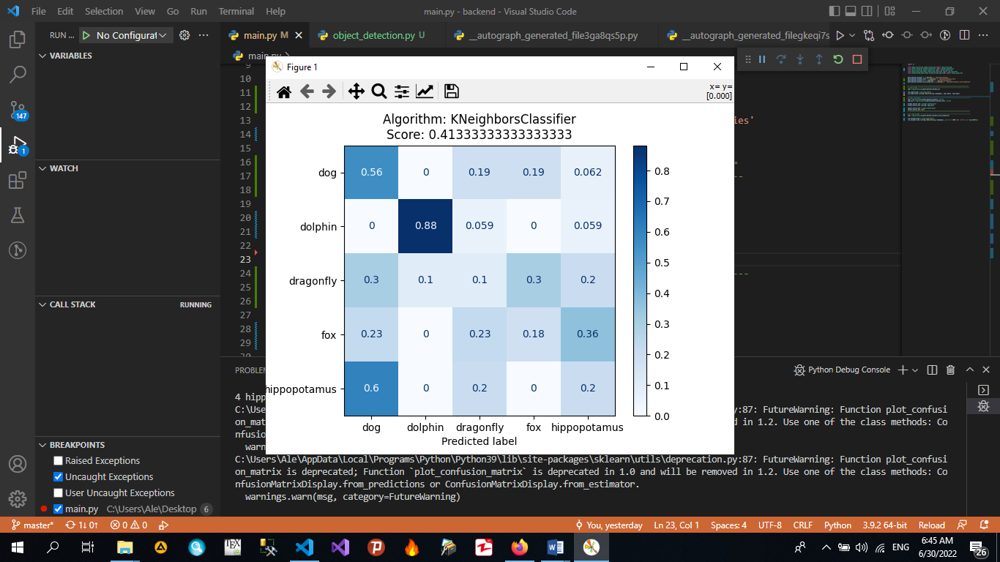 File Edit Selection View Go Run Terminal Help main.py - backend - Visual Studio Code
RUN ... No Configurat
main.py M object_detection.py U __autograph_generated_file3ga8qs5p.py __autograph_generated_filegkeqi7s
VARIABLES
main.py
Figure 1
x= y=
[0.000]
Algorithm: KNeighborsClassifier
Score: 0.41333333333333333
dog 0.56 0 0.19 0.19 0.062
dolphin 0 0.88 0.059 0 0.059
dragonfly 0.3 0.1 0.1 0.3 0.2
fox 0.23 0 0.23 0.18 0.36
hippopotamus 0.6 0 0.2 0 0.2
dog dolphin dragonfly fox hippopotamus
Predicted label
0.8
0.7
0.6
0.5
0.4
0.3
0.2
0.1
0.0
9
10
11
12
13 ies'
14
15
16 =
17 --
18
19
20
21
22
23
24 ---
25
26
27
28
29
147
1
WATCH
CALL STACK RUNNING
BREAKPOINTS
Raised Exceptions
Uncaught Exceptions
User Uncaught Exceptions
main.py C:\Users\Ale\Desktop 6
PROBLEM Python Debug Console
4 hipp
C:\Use y:87: FutureWarning: Function plot_confusi
on_mat d in 1.2. Use one of the class methods: Co
nfusio
warn
C:\Users\Ale\AppData\Local\Programs\Python\Python39\lib\site-packages\sklearn\utils\deprecation.py:87: FutureWarning: Function plot_confusi
on_matrix is deprecated; Function `plot_confusion_matrix` is deprecated in 1.0 and will be removed in 1.2. Use one of the class methods: Co
nfusionMatrixDisplay.from_predictions or ConfusionMatrixDisplay.from_estimator.
warnings.warn(msg, category=FutureWarning)
master* 1↓ 0↑ 0 0 You, yesterday Ln 23, Col 1 Spaces: 4 UTF-8 CRLF Python 3.9.2 64-bit Reload
ENG 6:45 AM
6/30/2022
26